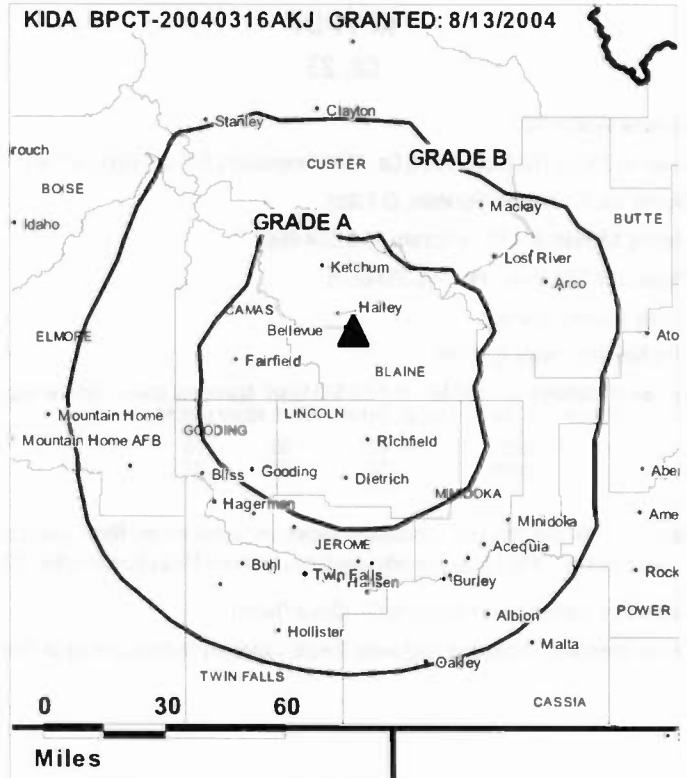 KIDA BPCT-20040316AKJ GRANTED: 8/13/2004
Clayton
Stanley
rouch
CUSTER
GRADE B
BOISE
Mackay
BUTTE
Idaho
GRADE A
Lost River
Ketchum
Arco
CAMAS
Hailey
Bellevue
ELMORE
Ato
Fairfield
BLAINE
LINCOLN
Mountain Home
GOODING
Mountain Home AFB
Richfield
Bliss
Gooding
Dietrich
Aber
MINIDOKA
Hagerman
Minidoka
Ame
JEROME
Acequia
Buhl
Twin Falls
Hansen
Burley
Rock
Albion
POWER
Hollister
Malta
Oakley
TWIN FALLS
CASSIA
0 30 60
Miles